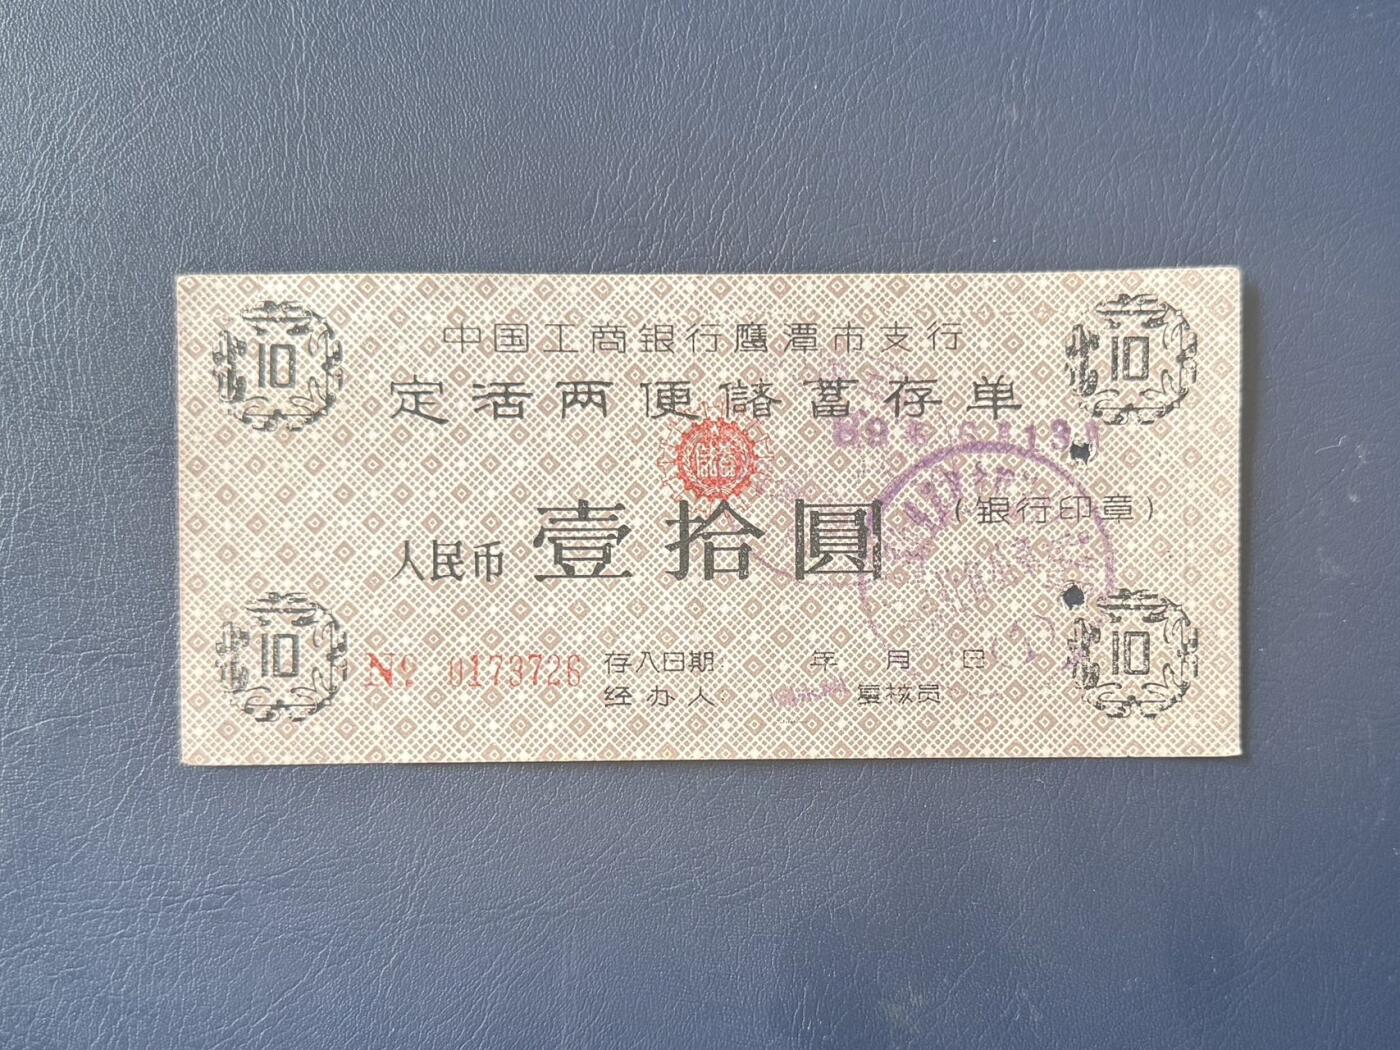 中国工商银行鹰潭市支行
10
10
定活两便储蓄存单
储蓄
（银行印章）
人民币 壹拾圓
10
10
№ 0173726
存入日期: 年 月 日
经办人: 复核员